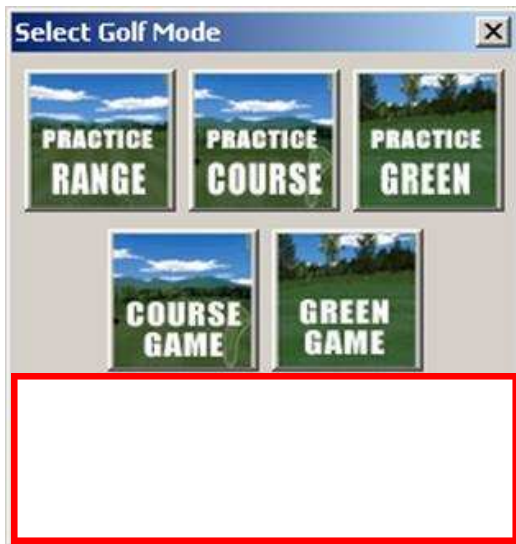 Select Golf Mode
PRACTICE
RANGE
PRACTICE
COURSE
PRACTICE
GREEN
COURSE
GAME
GREEN
GAME